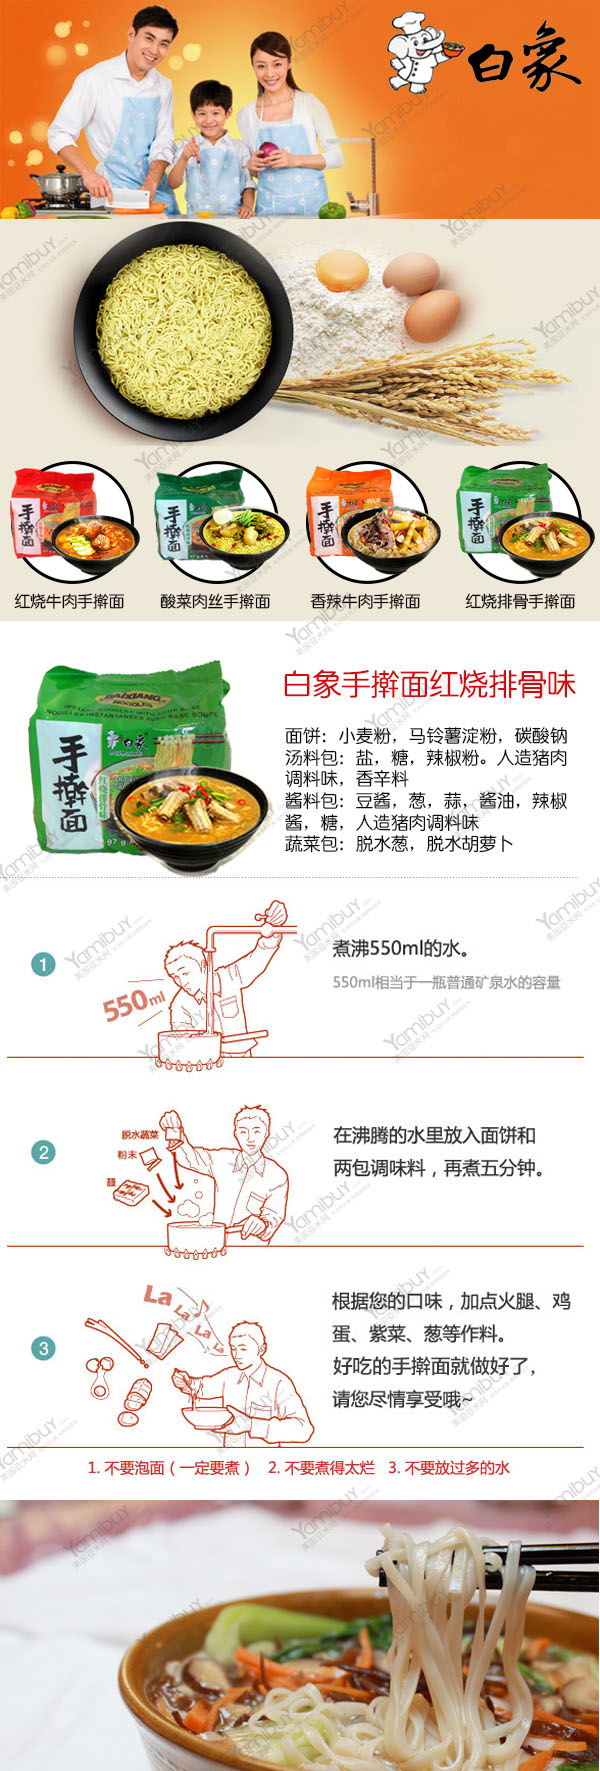 白象
红烧牛肉手擀面
酸菜肉丝手擀面
香辣牛肉手擀面
红烧排骨手擀面
BAIXIANG
NOODLES
INSTANT NOODLES WITH SOUP BASE
NOUILLES INSTANTANEES AVEC BASE SOUPE
白象
手擀面
红烧排骨味
97 g
白象手擀面红烧排骨味
面饼：小麦粉，马铃薯淀粉，碳酸钠
汤料包：盐，糖，辣椒粉。人造猪肉
调料味，香辛料
酱料包：豆酱，葱，蒜，酱油，辣椒
酱，糖，人造猪肉调料味
蔬菜包：脱水葱，脱水胡萝卜
1
550ml
煮沸550ml的水。
550ml相当于一瓶普通矿泉水的容量
2
脱水蔬菜
粉末
在沸腾的水里放入面饼和
两包调味料，再煮五分钟。
3
La La La La
根据您的口味，加点火腿、鸡
蛋、紫菜、葱等作料。
好吃的手擀面就做好了，
请您尽情享受哦~
1. 不要泡面（一定要煮） 2. 不要煮得太烂 3. 不要放过多的水
Yamibuy.com
美国亚米网